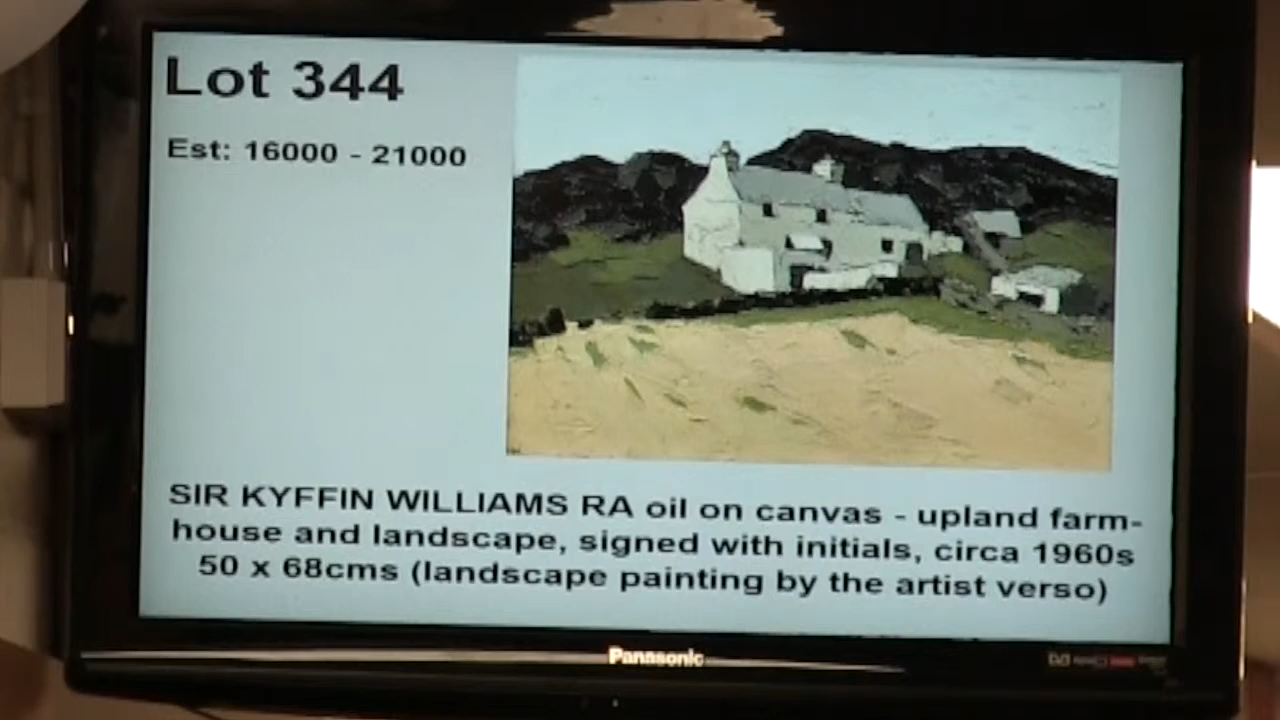 Lot 344
Est: 16000 - 21000
SIR KYFFIN WILLIAMS RA oil on canvas - upland farm-
house and landscape, signed with initials, circa 1960s
50 x 68cms (landscape painting by the artist verso)
Panasonic